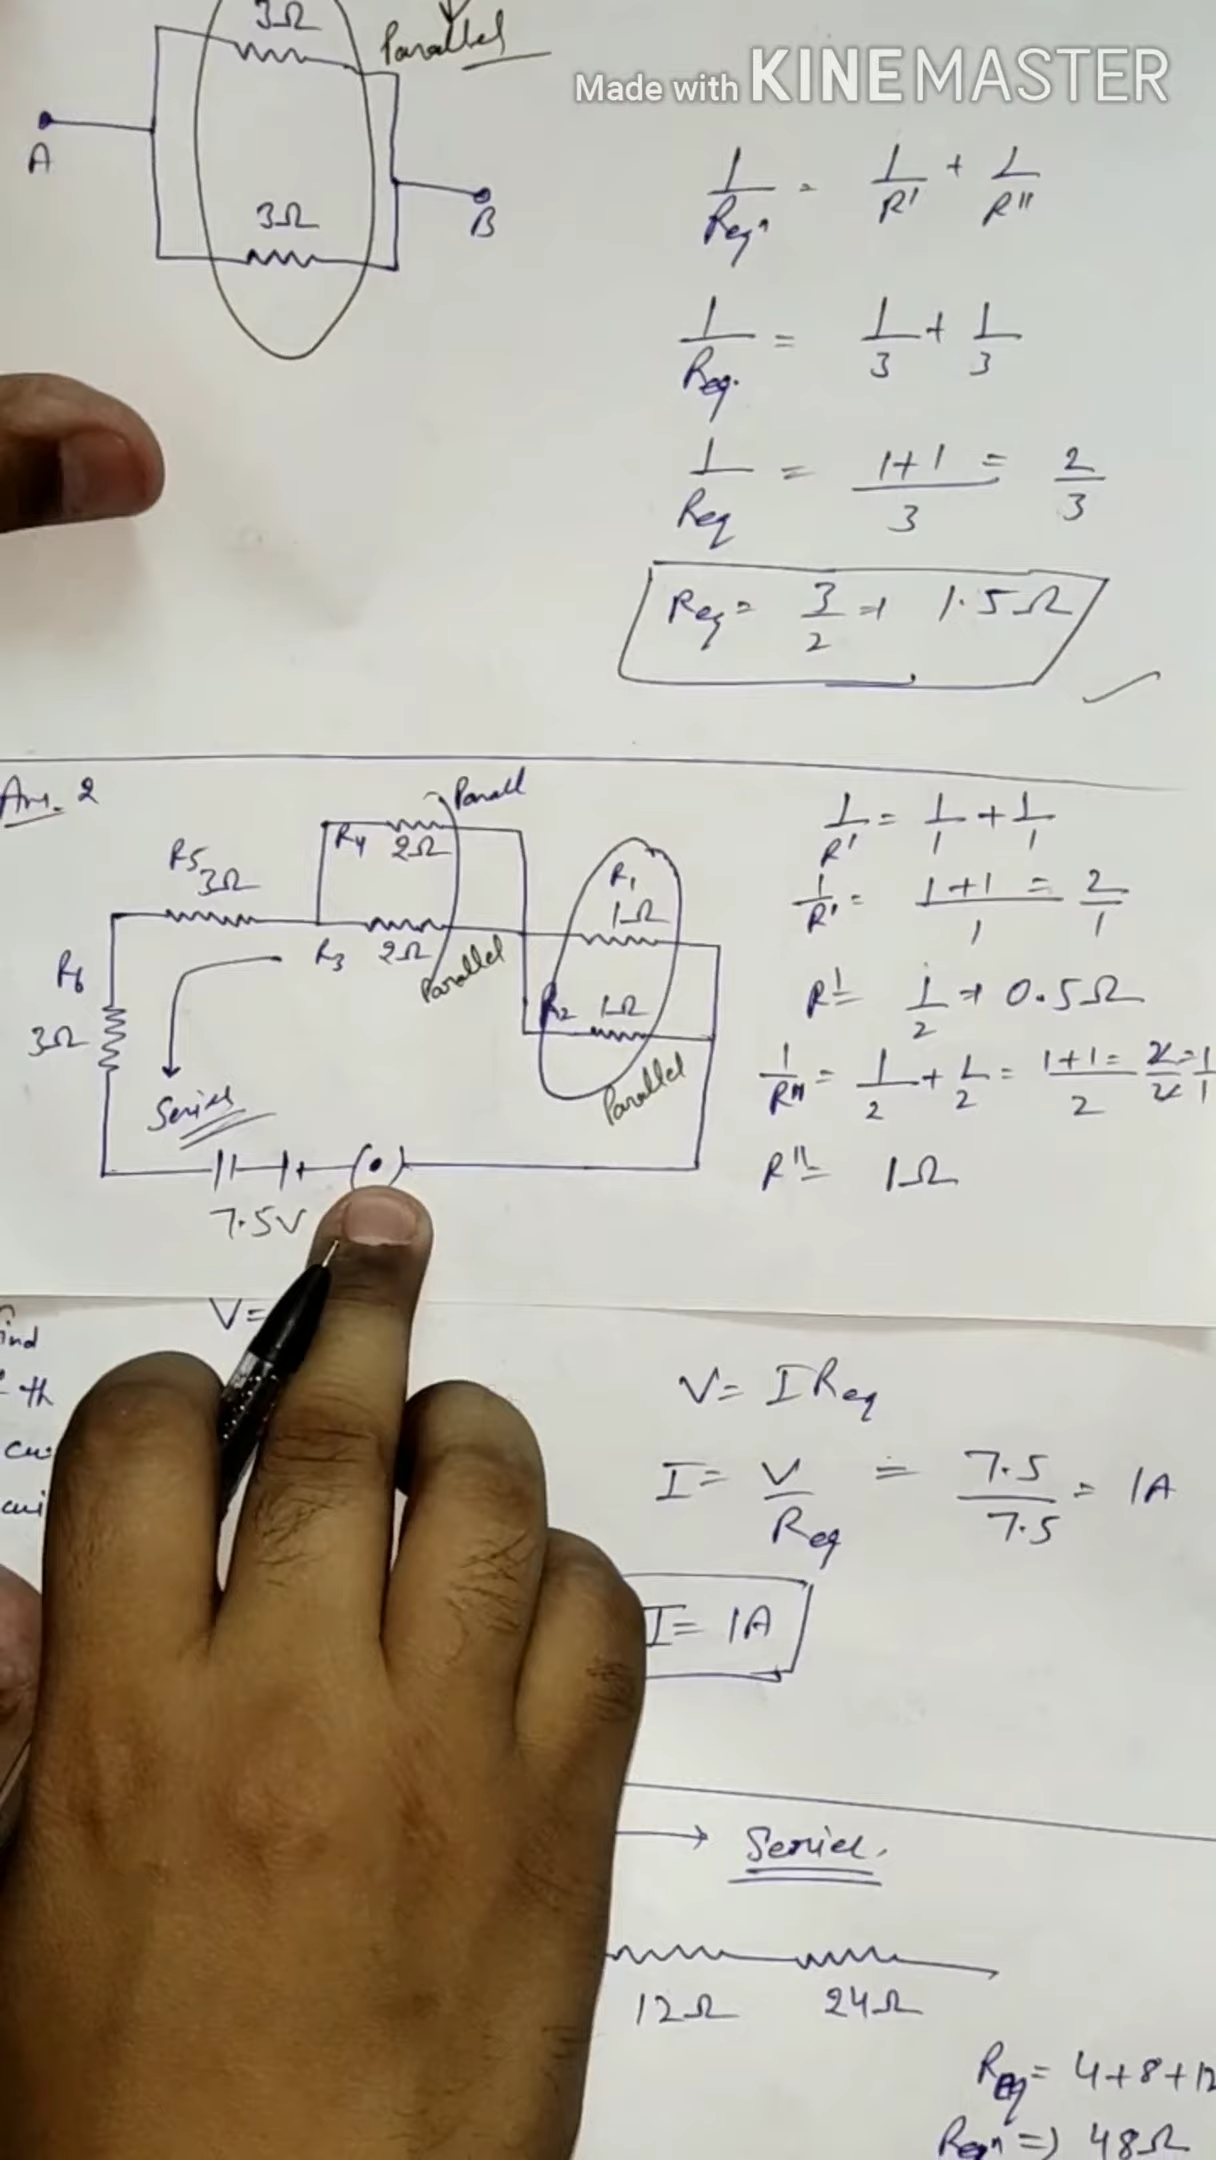 3Ω
Parallel
Made with KINEMASTER
A
3Ω
B
1/Req = 1/R' + 1/R"
1/Req. = 1/3 + 1/3
1/Req = 1+1/3 = 2/3
Req = 3/2 ⇒ 1.5Ω
Ans. 2
Parall
R4 2Ω
R5 3Ω
R1
1Ω
R3 2Ω
Parallel
R6
3Ω
R2 1Ω
Parallel
Series
7.5V
1/R' = 1/1 + 1/1
1/R' = 1+1/1 = 2/1
R' = 1/2 ⇒ 0.5Ω
1/R" = 1/2 + 1/2 = 1+1/2 = 2/2 = 1/1
R" = 1Ω
V=
V = I Req
I = V/Req = 7.5/7.5 = 1A
I = 1A
→ Series.
12Ω 24Ω
Req = 4+8+12
Req =) 48Ω